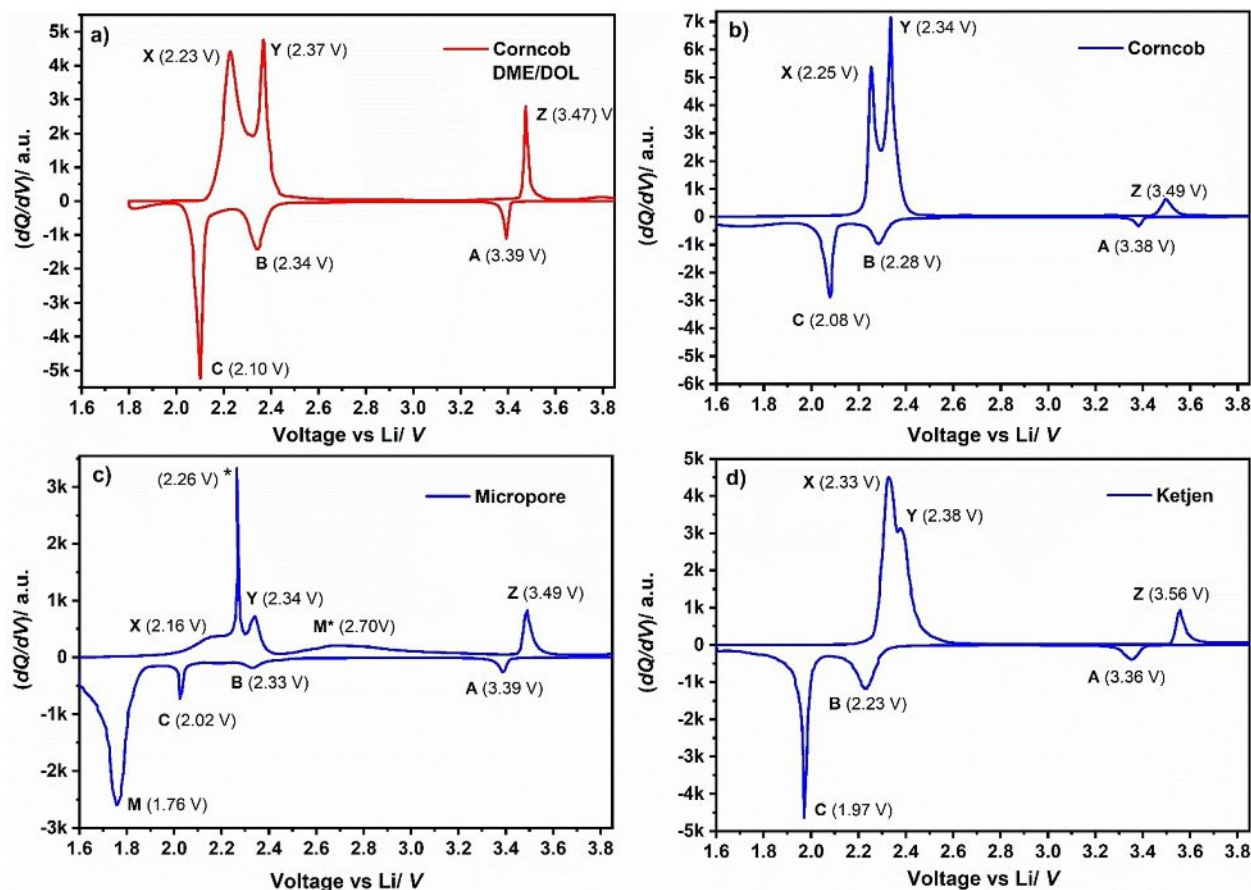 a)
Corncob
DME/DOL
X (2.23 V)
Y (2.37 V)
Z (3.47) V
A (3.39 V)
B (2.34 V)
C (2.10 V)
5k
4k
3k
2k
1k
0
-1k
-2k
-3k
-4k
-5k
(dQ/dV)/ a.u.
1.6 1.8 2.0 2.2 2.4 2.6 2.8 3.0 3.2 3.4 3.6 3.8
Voltage vs Li/ V
b)
Corncob
Y (2.34 V)
X (2.25 V)
Z (3.49 V)
A (3.38 V)
B (2.28 V)
C (2.08 V)
7k
6k
5k
4k
3k
2k
1k
0
-1k
-2k
-3k
-4k
-5k
6k
(dQ/dV)/ a.u.
1.6 1.8 2.0 2.2 2.4 2.6 2.8 3.0 3.2 3.4 3.6 3.8
Voltage vs Li/ V
c)
Micropore
(2.26 V) *
Y (2.34 V)
X (2.16 V)
M* (2.70V)
Z (3.49 V)
A (3.39 V)
B (2.33 V)
C (2.02 V)
M (1.76 V)
3k
2k
1k
0
-1k
-2k
-3k
(dQ/dV)/ a.u.
1.6 1.8 2.0 2.2 2.4 2.6 2.8 3.0 3.2 3.4 3.6 3.8
Voltage vs Li/ V
d)
Ketjen
X (2.33 V)
Y (2.38 V)
Z (3.56 V)
A (3.36 V)
B (2.23 V)
C (1.97 V)
5k
4k
3k
2k
1k
0
-1k
-2k
-3k
-4k
-5k
(dQ/dV)/ a.u.
1.6 1.8 2.0 2.2 2.4 2.6 2.8 3.0 3.2 3.4 3.6 3.8
Voltage vs Li/ V